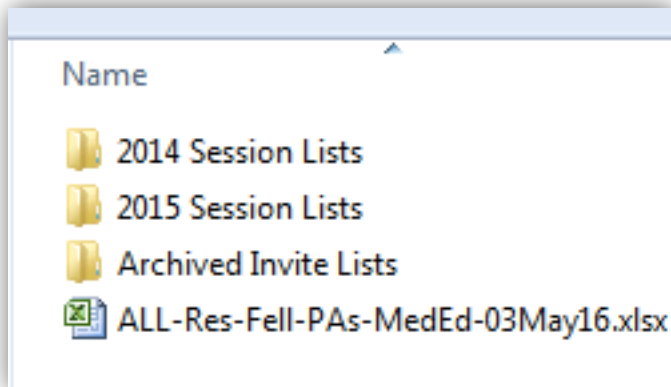 Name
2014 Session Lists
2015 Session Lists
Archived Invite Lists
ALL-Res-Fell-PAs-MedEd-03May16.xlsx